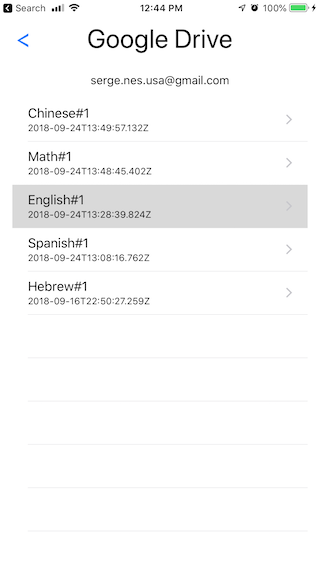 Search 12:44 PM 100%
< Google Drive
serge.nes.usa@gmail.com
Chinese#1
2018-09-24T13:49:57.132Z
Math#1
2018-09-24T13:48:45.402Z
English#1
2018-09-24T13:28:39.824Z
Spanish#1
2018-09-24T13:08:16.762Z
Hebrew#1
2018-09-16T22:50:27.259Z